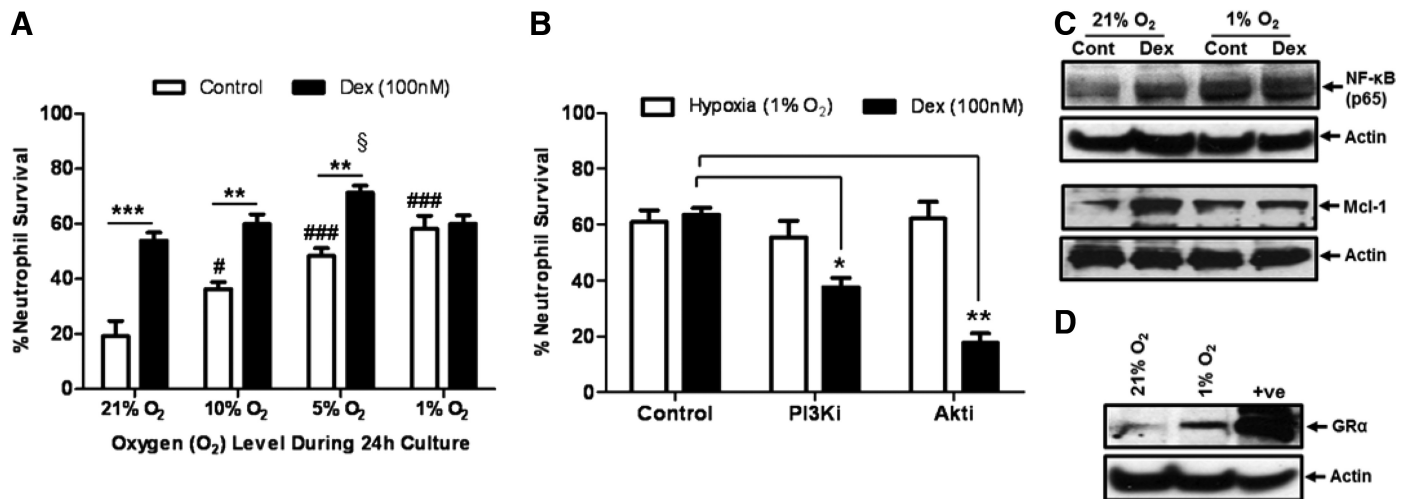 A
Control
Dex (100nM)
%Neutrophil Survival
100
80
60
40
20
0
***
#
**
###
**
§
###
21% O₂
10% O₂
5% O₂
1% O₂
Oxygen (O₂) Level During 24h Culture
B
Hypoxia (1% O₂)
Dex (100nM)
% Neutrophil Survival
100
80
60
40
20
0
*
**
Control
PI3Ki
Akti
C
21% O₂
1% O₂
Cont
Dex
Cont
Dex
NF-κB
(p65)
Actin
Mcl-1
Actin
D
21% O₂
1% O₂
+ve
GRα
Actin